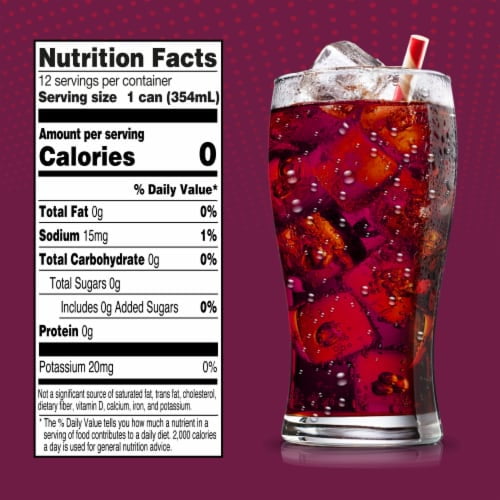 Nutrition Facts
12 servings per container
Serving size 1 can (354mL)
Amount per serving
Calories 0
% Daily Value*
Total Fat 0g 0%
Sodium 15mg 1%
Total Carbohydrate 0g 0%
Total Sugars 0g
Includes 0g Added Sugars 0%
Protein 0g
Potassium 20mg 0%
Not a significant source of saturated fat, trans fat, cholesterol,
dietary fiber, vitamin D, calcium, iron, and potassium.
* The % Daily Value tells you how much a nutrient in a
serving of food contributes to a daily diet. 2,000 calories
a day is used for general nutrition advice.